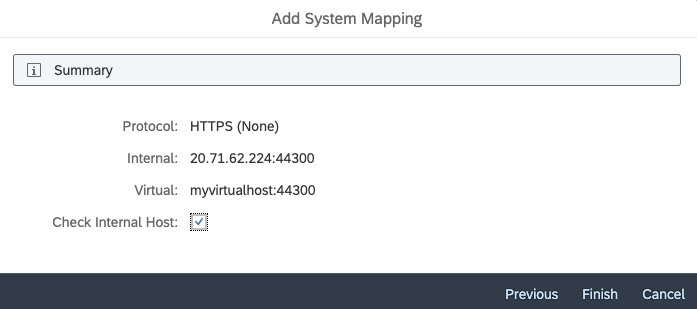 Add System Mapping
Summary
Protocol: HTTPS (None)
Internal: 20.71.62.224:44300
Virtual: myvirtualhost:44300
Check Internal Host:
Previous Finish Cancel